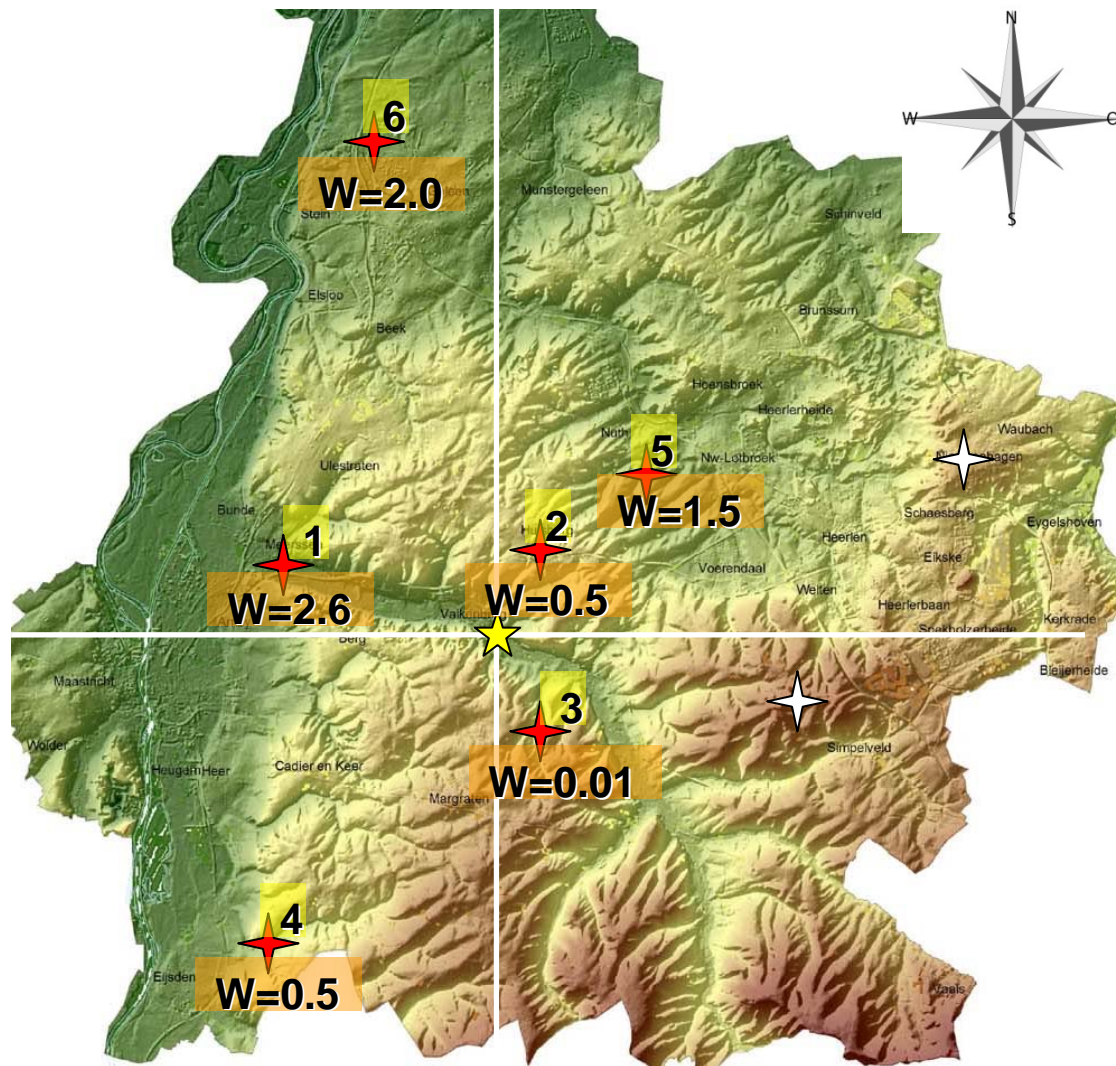 N
W
S
6
W=2.0
Stein
Munstergeleen
Schinveld
Elsloo
Beek
Brunssum
Hoensbroek
Heerlerheide
Nuth
Waubach
Nw-Lotbroek
5
W=1.5
Ulestraten
Bunde
Schaesberg
Eygelshoven
1
2
Heerlen
Eikske
W=2.6
W=0.5
Voerendaal
Welten
Heerlerbaan
Kerkrade
Spekholzerheide
Berg
Bleijerheide
Maastricht
3
Wolder
Simpelveld
Heugem Heer
Cadier en Keer
W=0.01
Margraten
4
Eijsden
W=0.5
Vaals